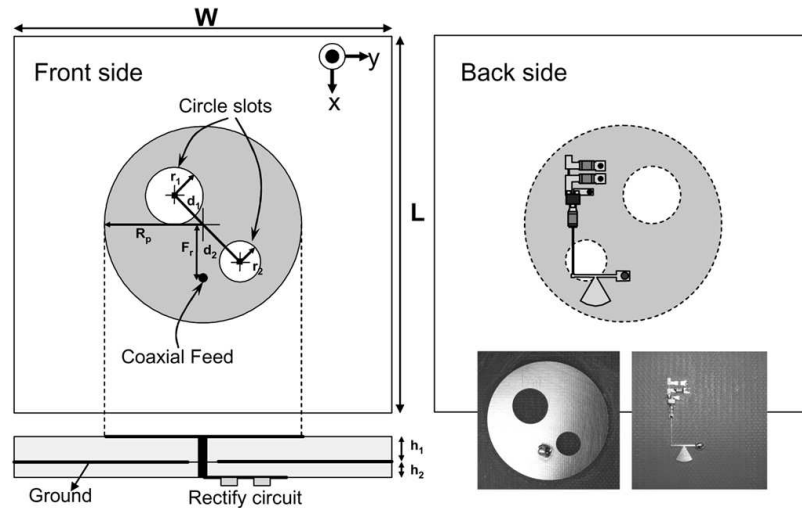 W
Front side
y
x
Circle slots
r1
d1
Rp
Fr
d2
r2
Coaxial Feed
L
Back side
h1
h2
Ground
Rectify circuit